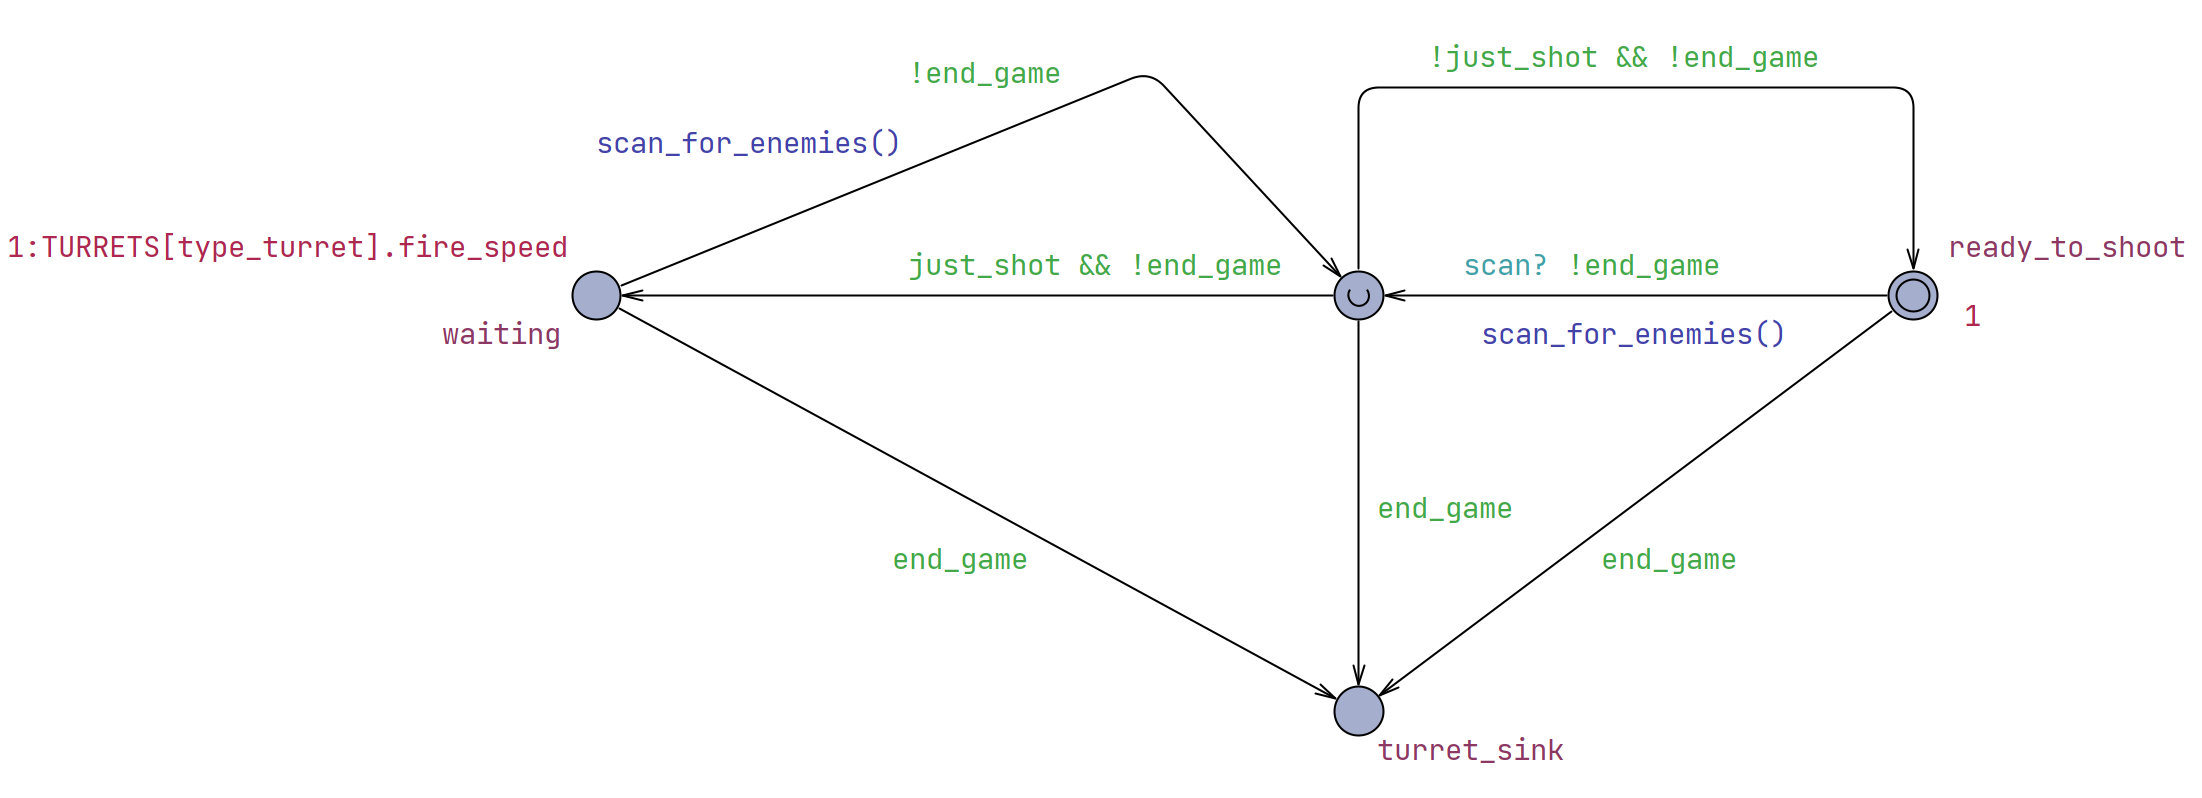 !just_shot && !end_game
!end_game
scan_for_enemies()
1:TURRETS[type_turret].fire_speed
ready_to_shoot
just_shot && !end_game
scan? !end_game
1
waiting
scan_for_enemies()
end_game
end_game
end_game
turret_sink